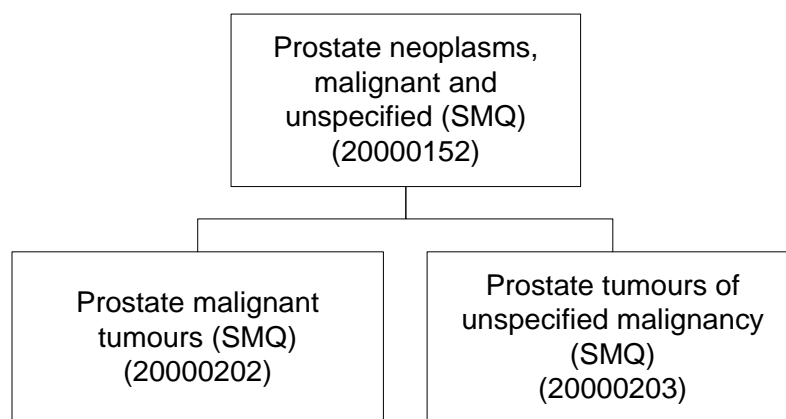 Prostate neoplasms,
malignant and
unspecified (SMQ)
(20000152)
Prostate malignant
tumours (SMQ)
(20000202)
Prostate tumours of
unspecified malignancy
(SMQ)
(20000203)